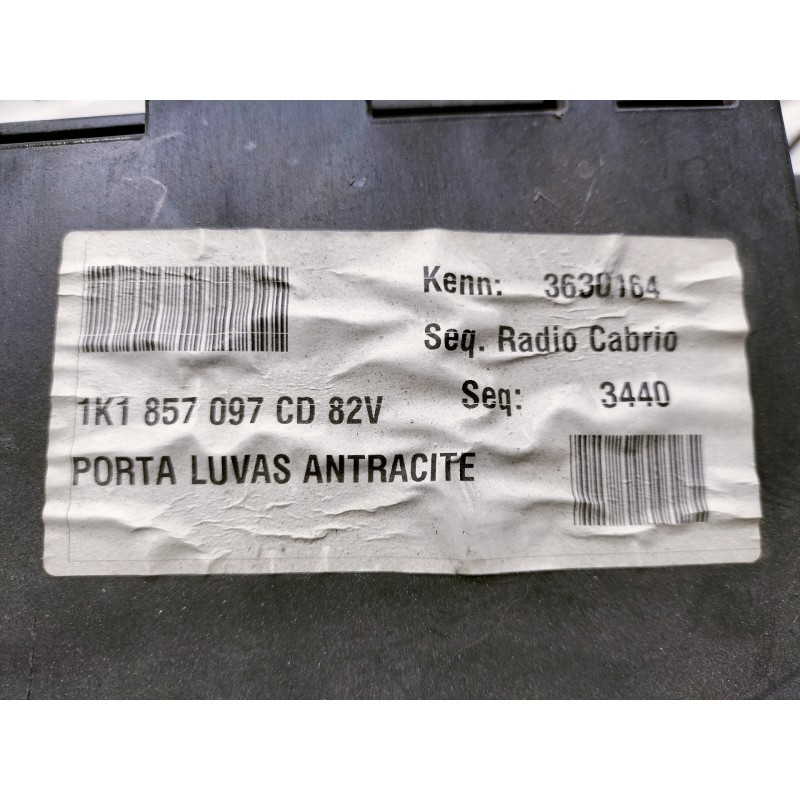 Kenn: 3630164
Seq. Radio Cabrio
Seq: 3440
1K1 857 097 CD 82V
PORTA LUVAS ANTRACITE